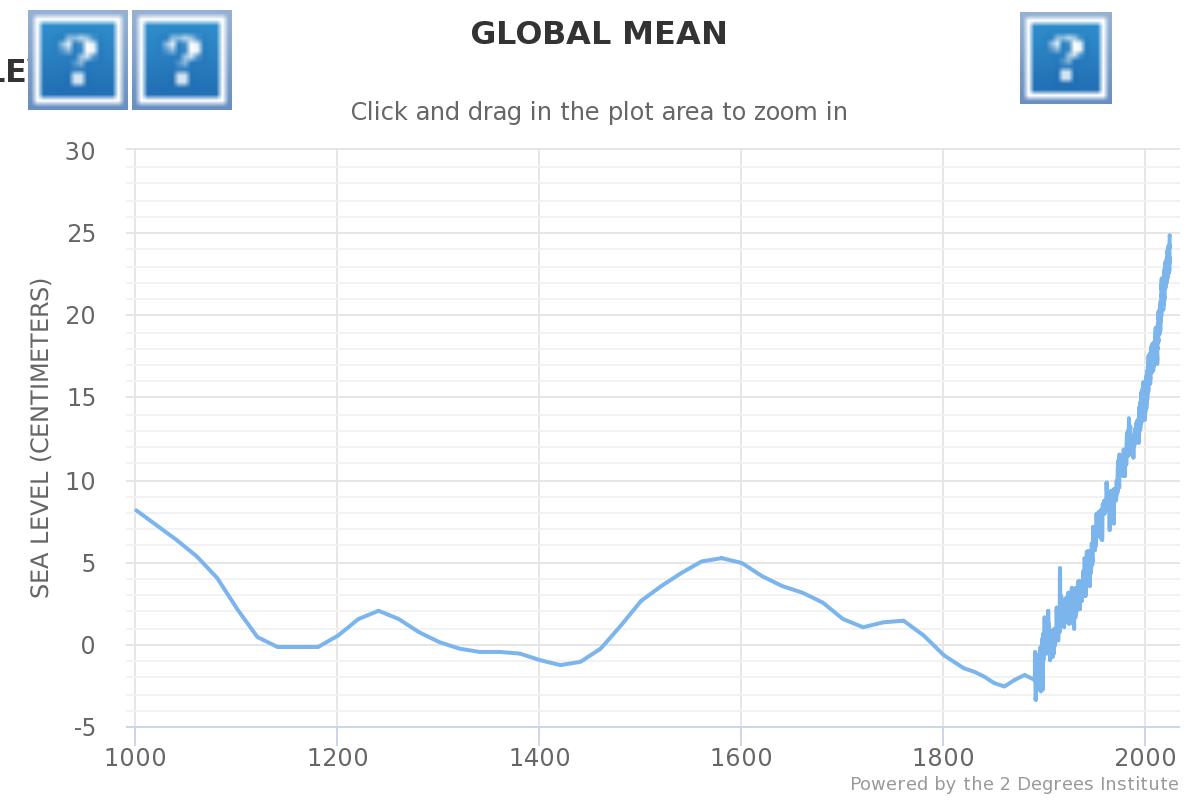 GLOBAL MEAN
LE
? ? ?
Click and drag in the plot area to zoom in
SEA LEVEL (CENTIMETERS)
30
25
20
15
10
5
0
-5
1000 1200 1400 1600 1800 2000
Powered by the 2 Degrees Institute